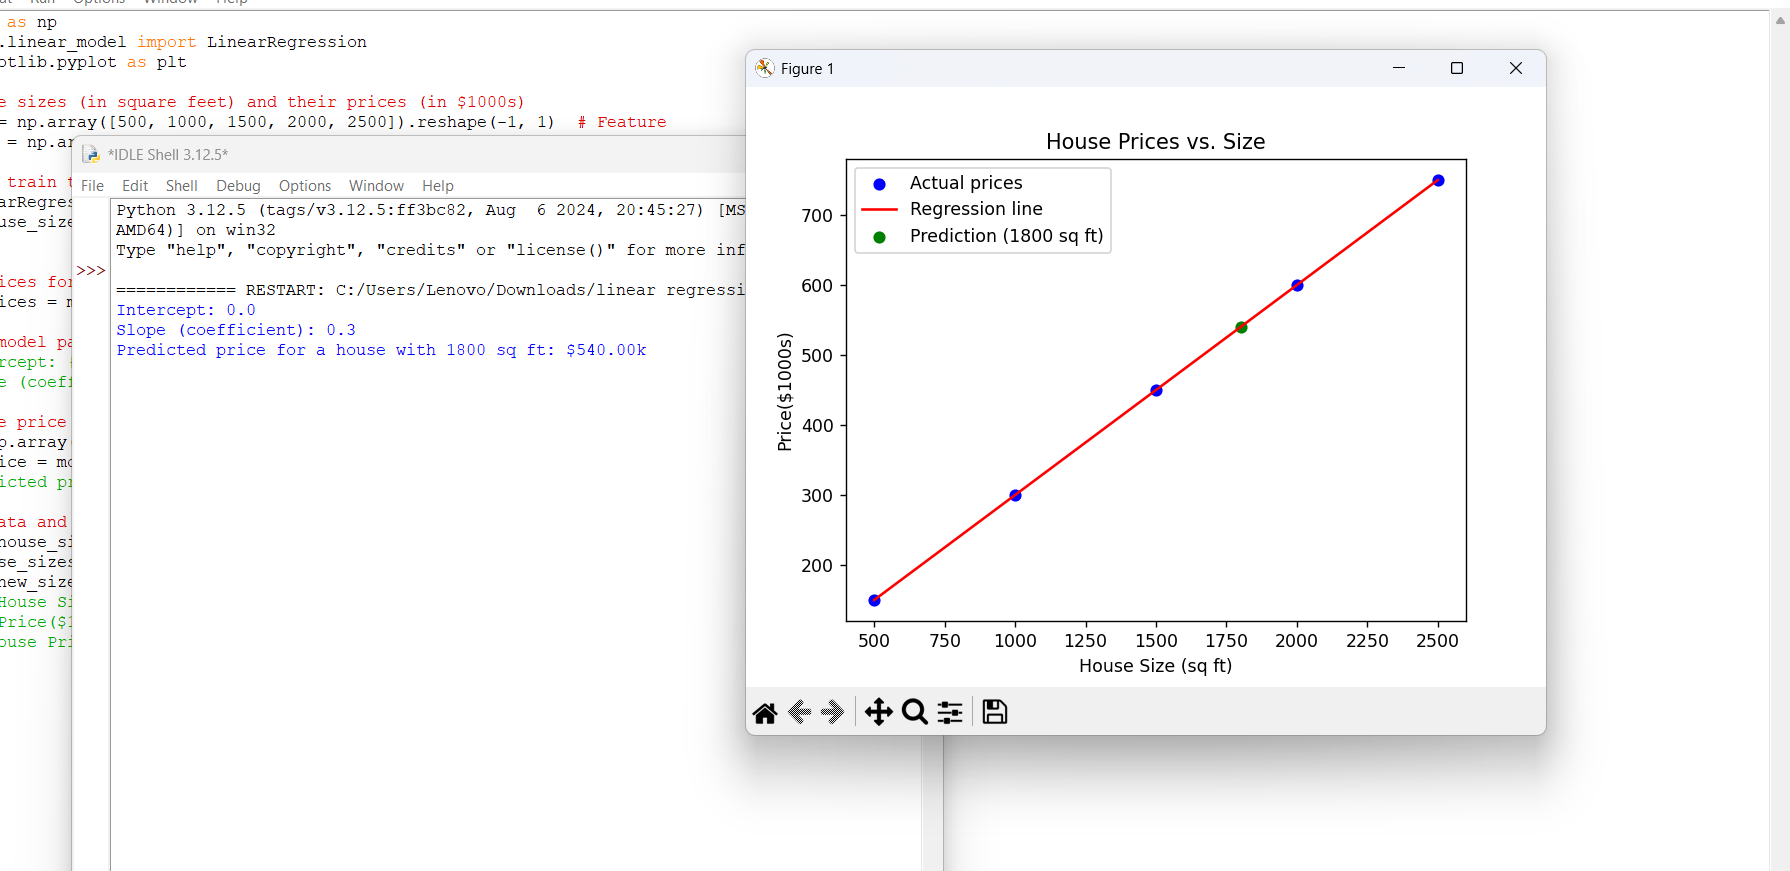 Run Options Window Help
as np
.linear_model import LinearRegression
otlib.pyplot as plt
e sizes (in square feet) and their prices (in $1000s)
= np.array([500, 1000, 1500, 2000, 2500]).reshape(-1, 1)  # Feature
= np.ar
train t
earRegres
use_size
ices for
ices = n
model pa
rcept:
e (coeff
e price
p.array(
ice = mo
icted pr
ata and
house_si
se_sizes
new_size
House Si
Price($1
ouse Pri
*IDLE Shell 3.12.5*
File Edit Shell Debug Options Window Help
Python 3.12.5 (tags/v3.12.5:ff3bc82, Aug  6 2024, 20:45:27) [MS
AMD64)] on win32
Type "help", "copyright", "credits" or "license()" for more inf
>>>
============ RESTART: C:/Users/Lenovo/Downloads/linear regressi
Intercept: 0.0
Slope (coefficient): 0.3
Predicted price for a house with 1800 sq ft: $540.00k
Figure 1
House Prices vs. Size
Actual prices
Regression line
Prediction (1800 sq ft)
Price($1000s)
700
600
500
400
300
200
500 750 1000 1250 1500 1750 2000 2250 2500
House Size (sq ft)